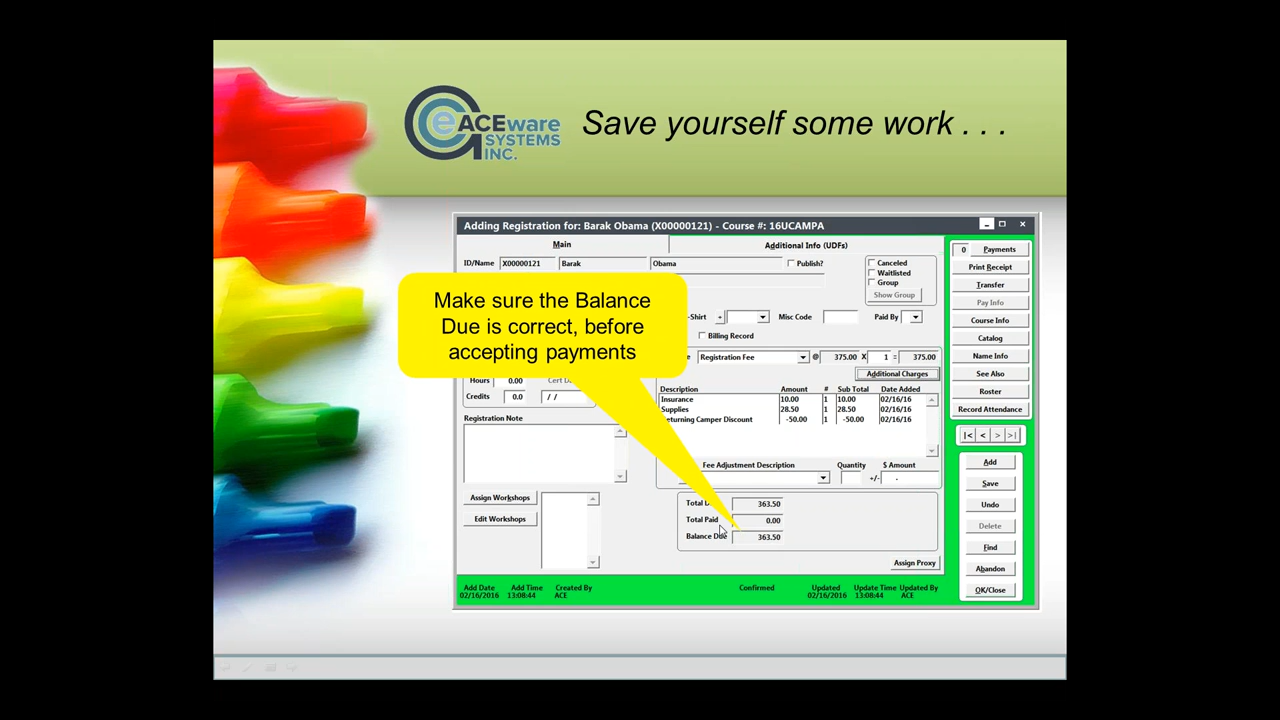 eACEware
SYSTEMS
INC.
Save yourself some work . . .
Adding Registration for: Barak Obama (X00000121) - Course #: 16UCAMPA
Main
Additional Info (UDFs)
ID/Name X00000121 Barak Obama Publish?
Canceled
Waitlisted
Group
Show Group
Make sure the Balance
Due is correct, before
accepting payments
-Shirt + Misc Code Paid By
Billing Record
Registration Fee @ 375.00 X 1 = 375.00
Additional Charges
Hours 0.00
Credits 0.0 / /
Description Amount # Sub Total Date Added
Insurance 10.00 1 10.00 02/16/16
Supplies 28.50 1 28.50 02/16/16
eturning Camper Discount -50.00 1 -50.00 02/16/16
Registration Note
Fee Adjustment Description Quantity $ Amount
+/- .
Assign Workshops
Edit Workshops
Total D 363.50
Total Paid 0.00
Balance Due 363.50
Assign Proxy
Add Date Add Time Created By Confirmed Updated Update Time Updated By
02/16/2016 13:08:44 ACE 02/16/2016 13:08:44 ACE
0 Payments
Print Receipt
Transfer
Pay Info
Course Info
Catalog
Name Info
See Also
Roster
Record Attendance
|< < > >|
Add
Save
Undo
Delete
Find
Abandon
OK/Close